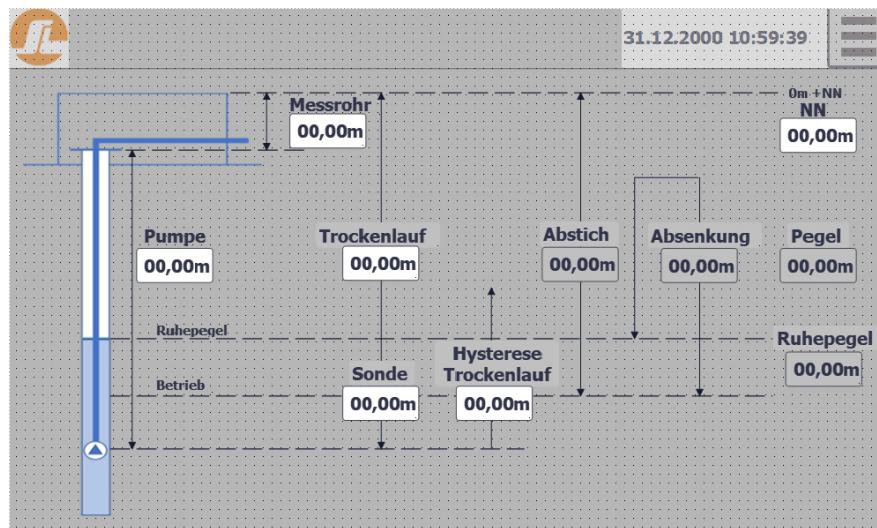 31.12.2000 10:59:39
0m +NN
Messrohr
NN
00,00m
00,00m
Pumpe
Trockenlauf
Abstich
Absenkung
Pegel
00,00m
00,00m
00,00m
00,00m
00,00m
Ruhepegel
Ruhepegel
Hysterese
Trockenlauf
Sonde
00,00m
Betrieb
00,00m
00,00m